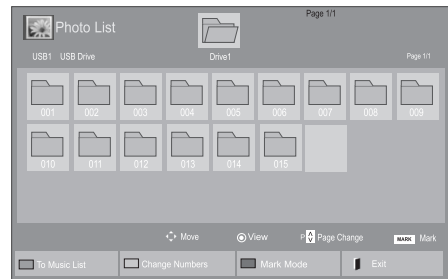 Page 1/1
Photo List
USB1 USB Drive Drive1 Page 1/1
001 002 003 004 005 006 007 008 009
010 011 012 013 014 015
Move View P Page Change MARK Mark
To Music List Change Numbers Mark Mode Exit